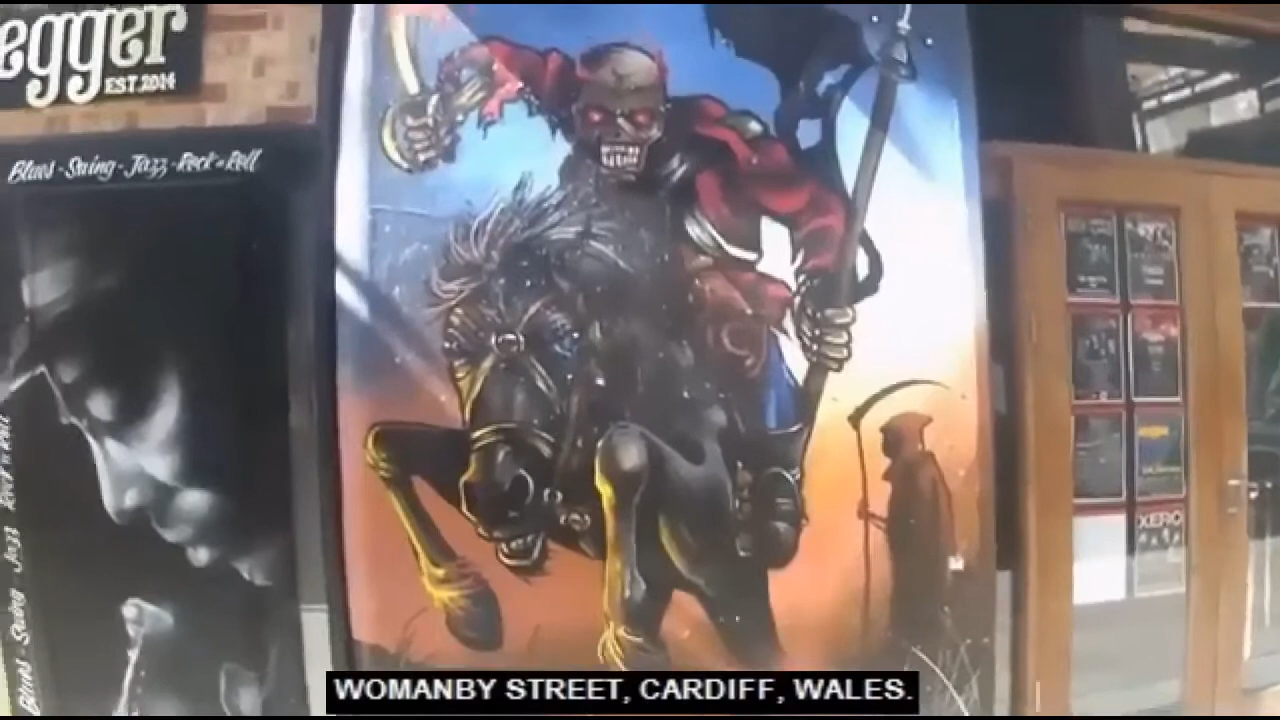 egger
EST.2014
Blues - Swing - Jazz - Rock n Roll
Blues - Swing - Jazz Rock n Roll
XERO
WOMANBY STREET, CARDIFF, WALES.